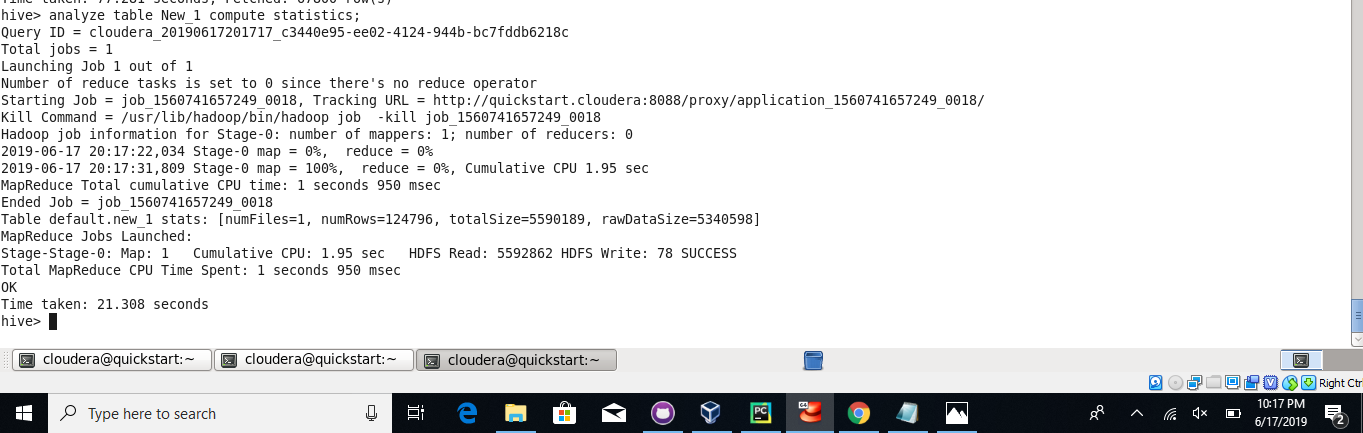 Time taken: 77.281 seconds, Fetched: 67800 row(s)
hive> analyze table New_1 compute statistics;
Query ID = cloudera_20190617201717_c3440e95-ee02-4124-944b-bc7fddb6218c
Total jobs = 1
Launching Job 1 out of 1
Number of reduce tasks is set to 0 since there's no reduce operator
Starting Job = job_1560741657249_0018, Tracking URL = http://quickstart.cloudera:8088/proxy/application_1560741657249_0018/
Kill Command = /usr/lib/hadoop/bin/hadoop job  -kill job_1560741657249_0018
Hadoop job information for Stage-0: number of mappers: 1; number of reducers: 0
2019-06-17 20:17:22,034 Stage-0 map = 0%,  reduce = 0%
2019-06-17 20:17:31,809 Stage-0 map = 100%,  reduce = 0%, Cumulative CPU 1.95 sec
MapReduce Total cumulative CPU time: 1 seconds 950 msec
Ended Job = job_1560741657249_0018
Table default.new_1 stats: [numFiles=1, numRows=124796, totalSize=5590189, rawDataSize=5340598]
MapReduce Jobs Launched:
Stage-Stage-0: Map: 1   Cumulative CPU: 1.95 sec   HDFS Read: 5592862 HDFS Write: 78 SUCCESS
Total MapReduce CPU Time Spent: 1 seconds 950 msec
OK
Time taken: 21.308 seconds
hive>
cloudera@quickstart:~ cloudera@quickstart:~ cloudera@quickstart:~
Right Ctr
Type here to search
PC
64
10:17 PM
6/17/2019
2